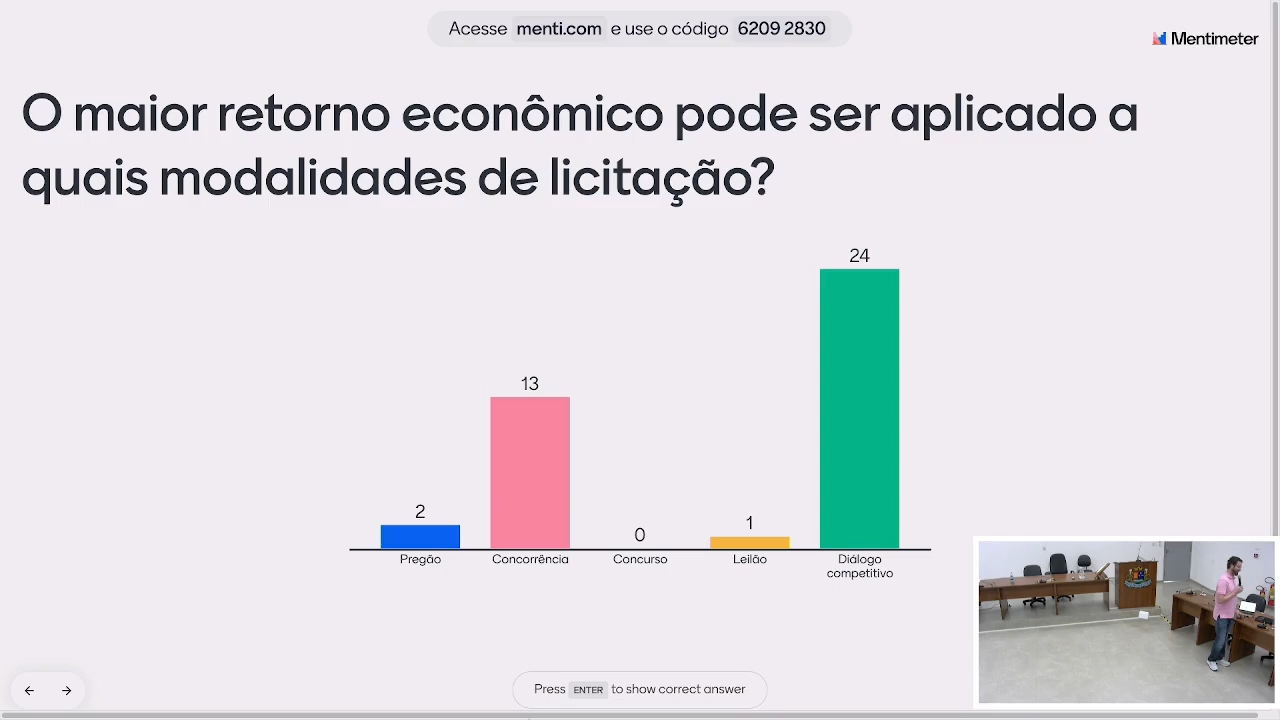 Acesse menti.com e use o código 6209 2830
Mentimeter
O maior retorno econômico pode ser aplicado a
quais modalidades de licitação?
24
13
2
0
1
Pregão
Concorrência
Concurso
Leilão
Diálogo
competitivo
Press ENTER to show correct answer